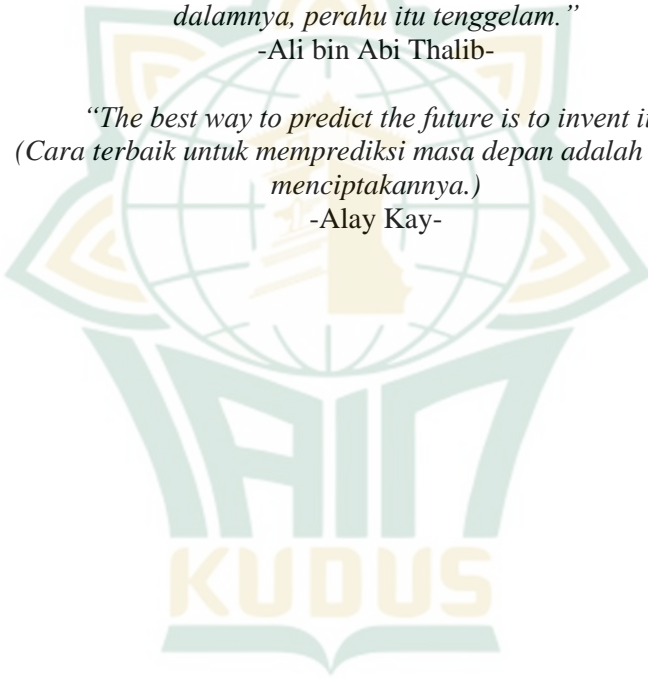 dalamnya, perahu itu tenggelam.”
-Ali bin Abi Thalib-
“The best way to predict the future is to invent i
(Cara terbaik untuk memprediksi masa depan adalah
menciptakannya.)
-Alay Kay-
IAIN
KUDUS